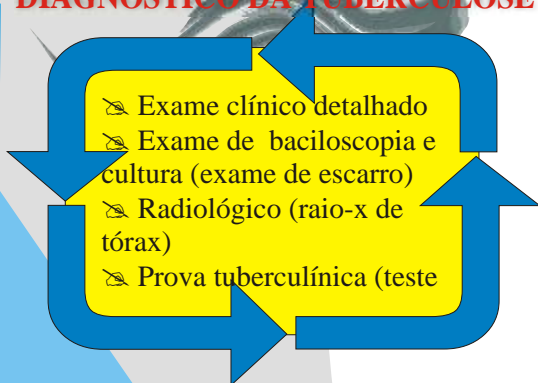 DIAGNÓSTICO DA TUBERCULOSE
Exame clínico detalhado
Exame de baciloscopia e
cultura (exame de escarro)
Radiológico (raio-x de
tórax)
Prova tuberculínica (teste